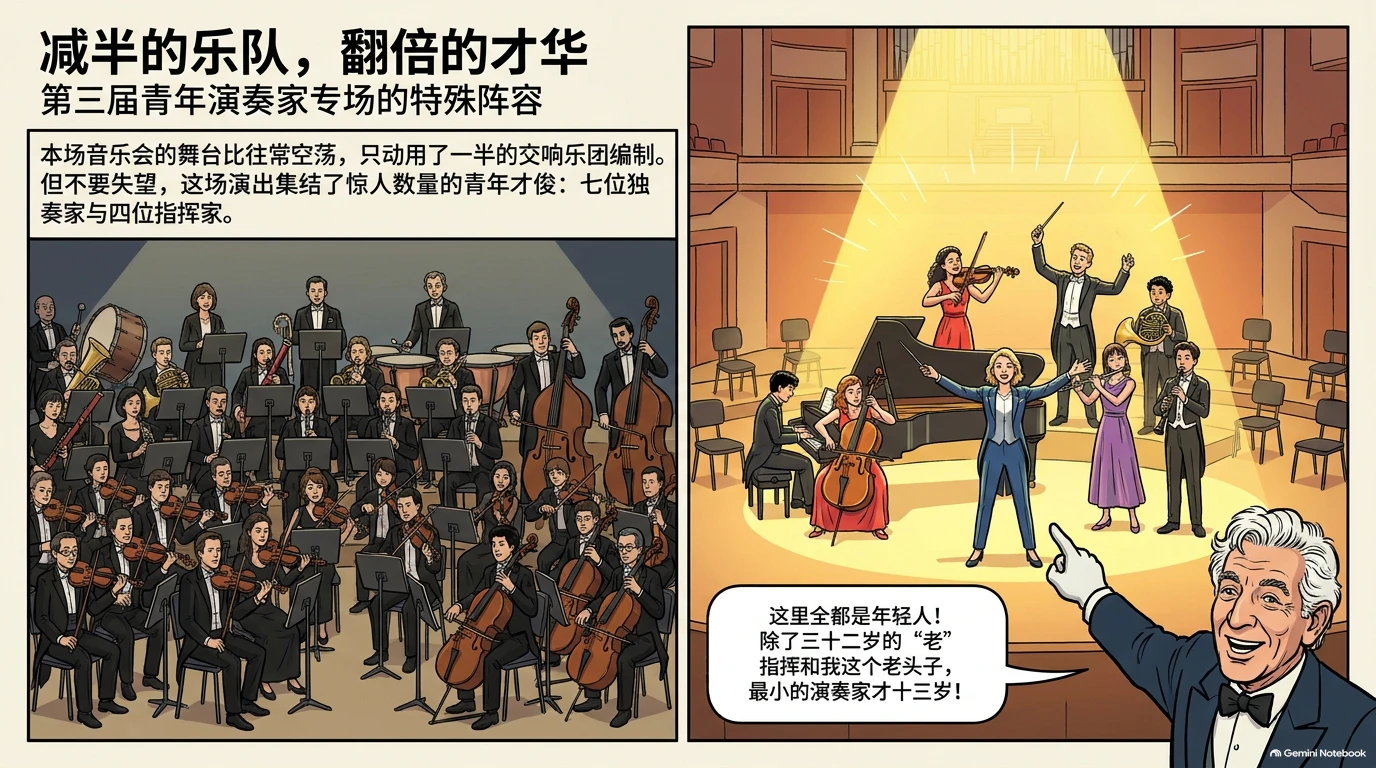 减半的乐队，翻倍的才华
第三届青年演奏家专场的特殊阵容
本场音乐会的舞台比往常空荡，只动用了一半的交响乐团编制。
但不要失望，这场演出集结了惊人数量的青年才俊：七位独
奏家与四位指挥家。
这里全都是年轻人！
除了三十二岁的“老”
指挥和我这个老头子，
最小的演奏家才十三岁！
Gemini Notebook